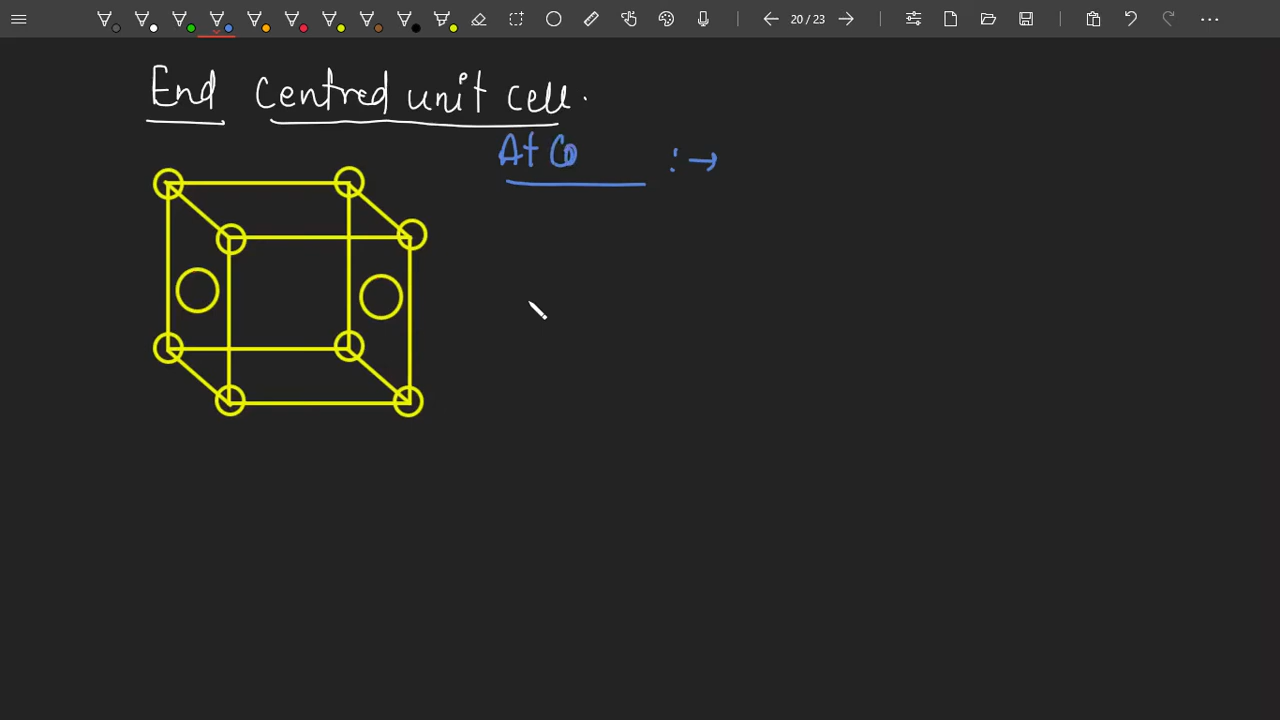 20 / 23
End Centred unit cell.
At Co :→